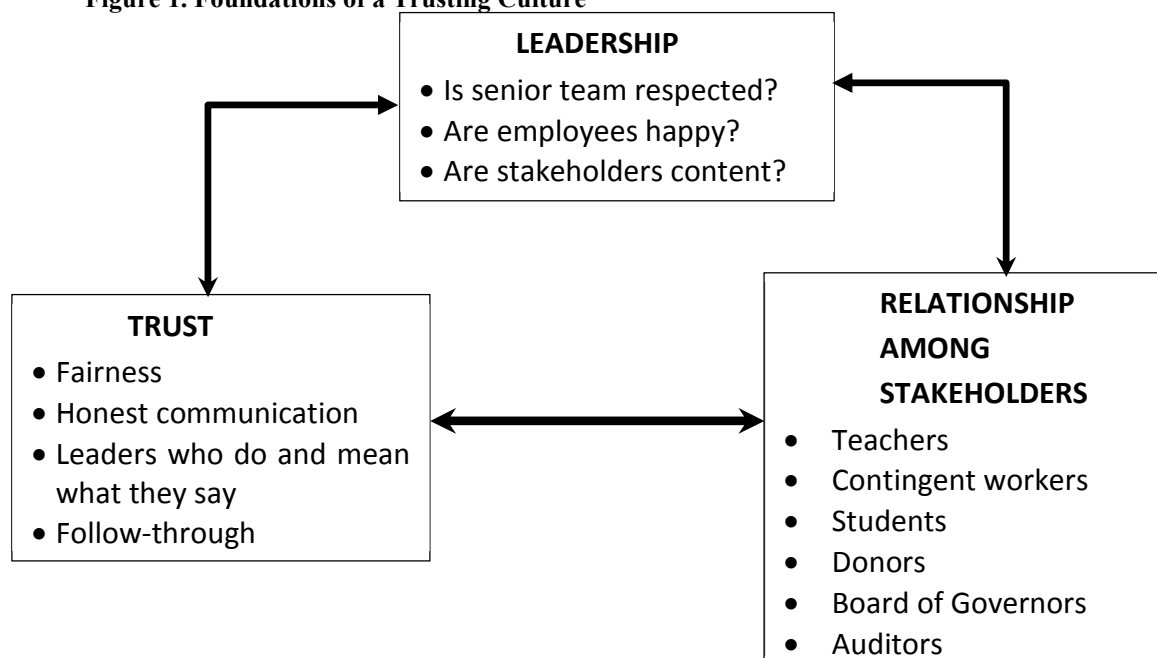 Figure 1. Foundations of a Trusting Culture
LEADERSHIP
• Is senior team respected?
• Are employees happy?
• Are stakeholders content?
TRUST
• Fairness
• Honest communication
• Leaders who do and mean
what they say
• Follow-through
RELATIONSHIP
AMONG
STAKEHOLDERS
• Teachers
• Contingent workers
• Students
• Donors
• Board of Governors
• Auditors